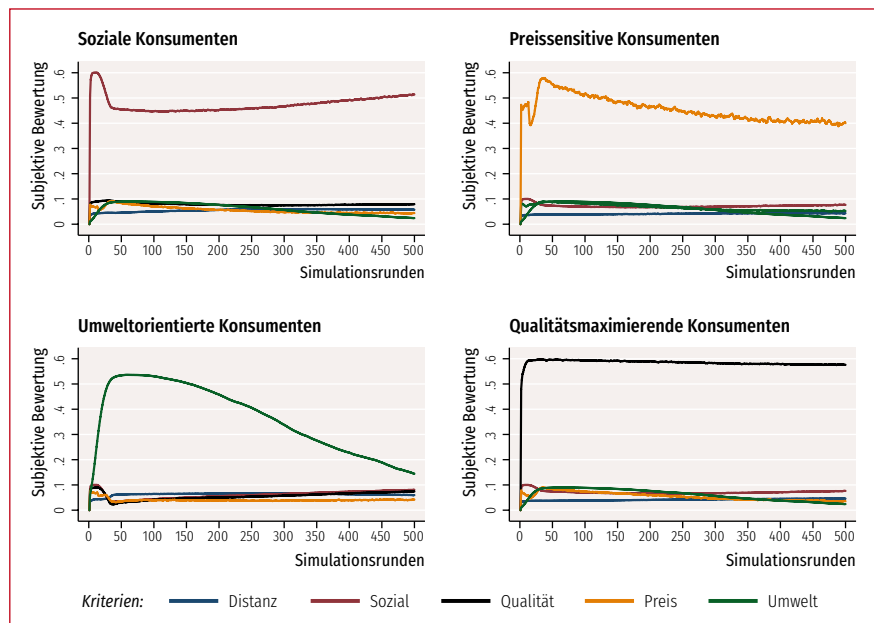 Soziale Konsumenten
Subjektive Bewertung
.6
.5
.4
.3
.2
.1
0
0 50 100 150 200 250 300 350 400 450 500
Simulationsrunden
Preissensitive Konsumenten
Subjektive Bewertung
.6
.5
.4
.3
.2
.1
0
0 50 100 150 200 250 300 350 400 450 500
Simulationsrunden
Umweltorientierte Konsumenten
Subjektive Bewertung
.6
.5
.4
.3
.2
.1
0
0 50 100 150 200 250 300 350 400 450 500
Simulationsrunden
Qualitätsmaximierende Konsumenten
Subjektive Bewertung
.6
.5
.4
.3
.2
.1
0
0 50 100 150 200 250 300 350 400 450 500
Simulationsrunden
Kriterien: Distanz Sozial Qualität Preis Umwelt